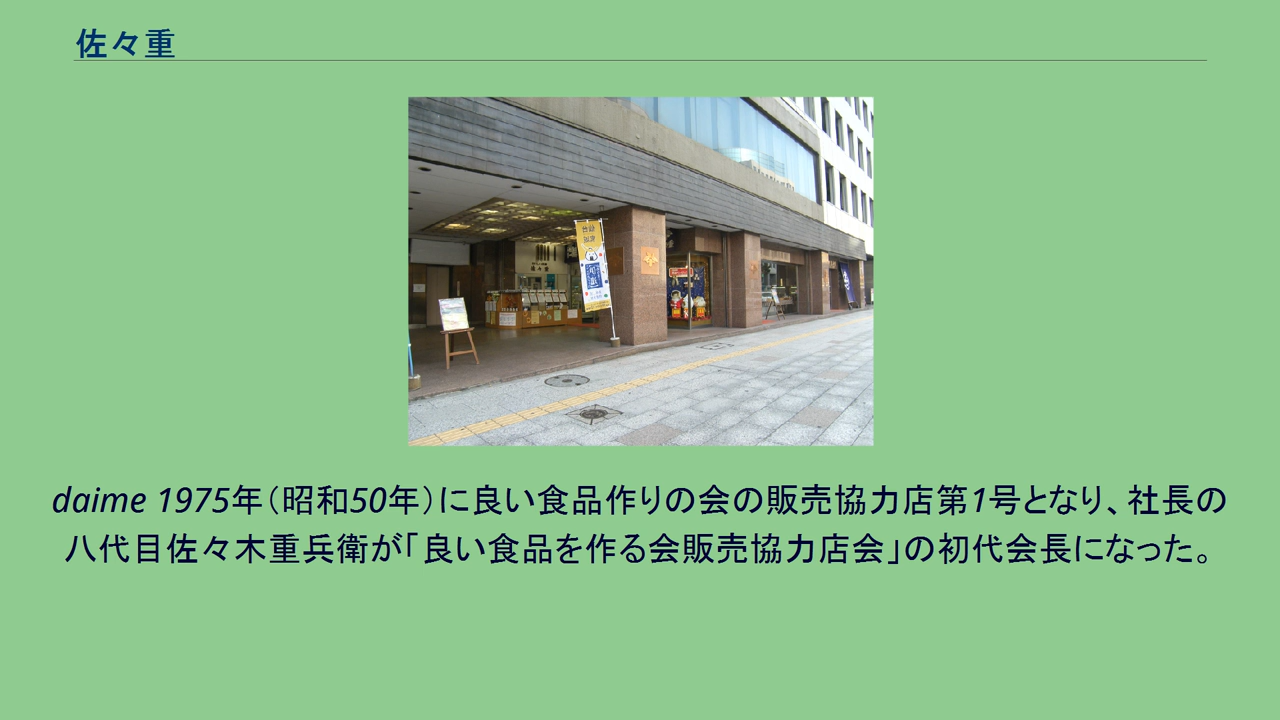 佐々重
佐々重
daime 1975年（昭和50年）に良い食品作りの会の販売協力店第1号となり、社長の
八代目佐々木重兵衛が「良い食品を作る会販売協力店会」の初代会長になった。